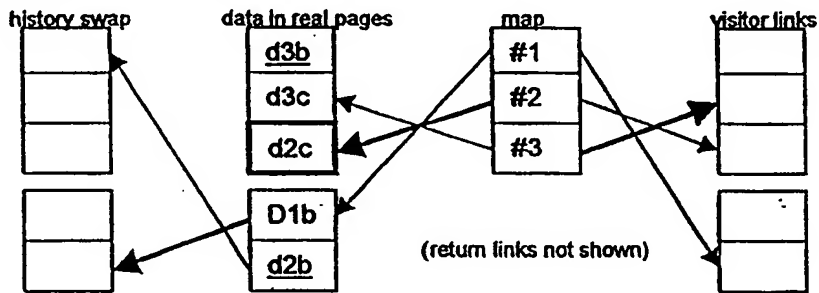 history swap data in real pages map visitor links
d3b #1
d3c #2
d2c #3
D1b
d2b
(return links not shown)